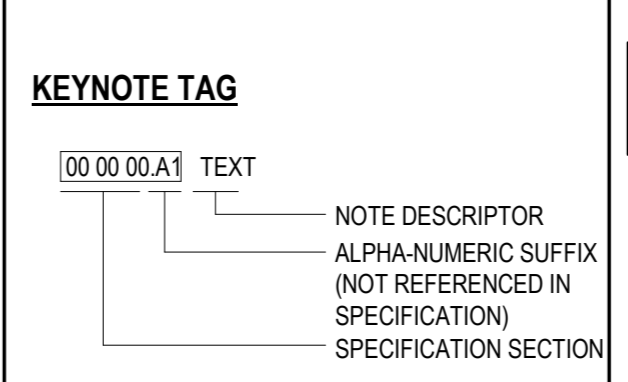 KEYNOTE TAG
00 00 00.A1 TEXT
NOTE DESCRIPTOR
ALPHA-NUMERIC SUFFIX
(NOT REFERENCED IN
SPECIFICATION)
SPECIFICATION SECTION